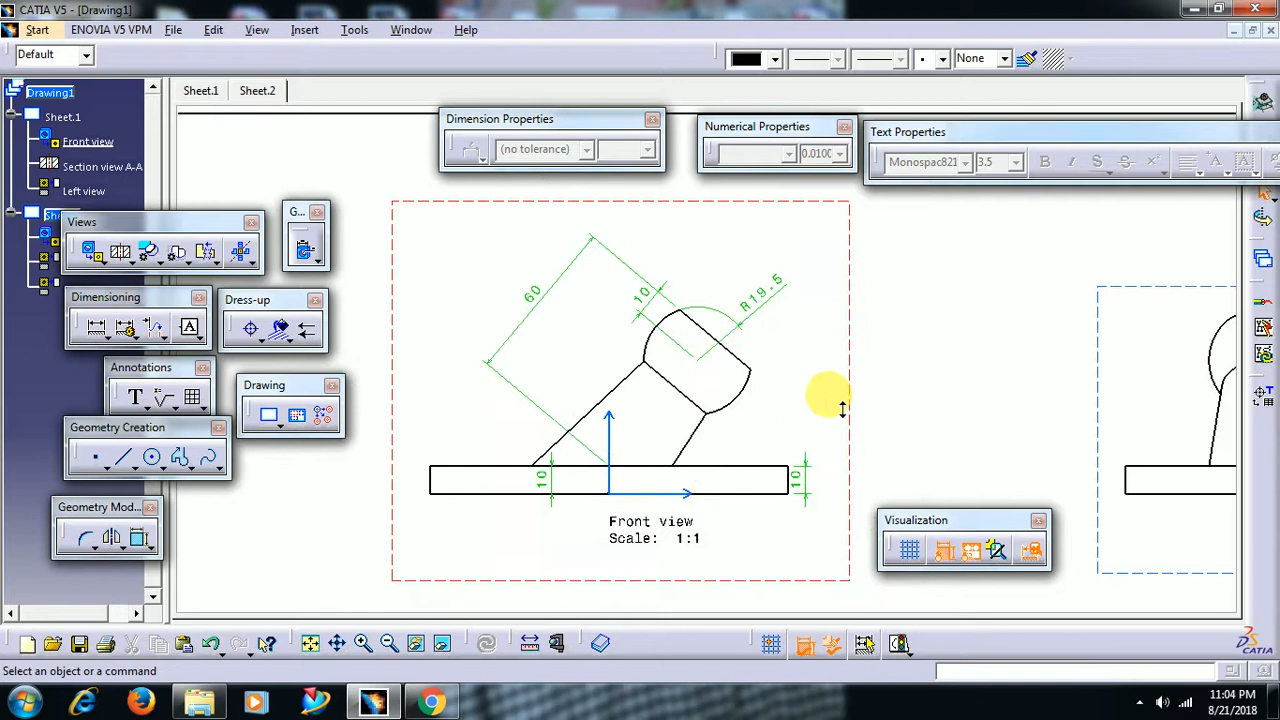 CATIA V5 - [Drawing1]
Start ENOVIA V5 VPM File Edit View Insert Tools Window Help
Default
None
Drawing1
Sheet.1
Front view
Section view A-A
Left view
Sheet.1 Sheet.2
Dimension Properties
(no tolerance)
Numerical Properties
0.0100
Text Properties
Monospac821 3.5 B I S S
Views
G...
Dimensioning
Dress-up
Annotations
Drawing
Geometry Creation
Geometry Mod...
60
10
R19.5
10
10
Front view
Scale: 1:1
Visualization
CATIA
Select an object or a command
11:04 PM
8/21/2018